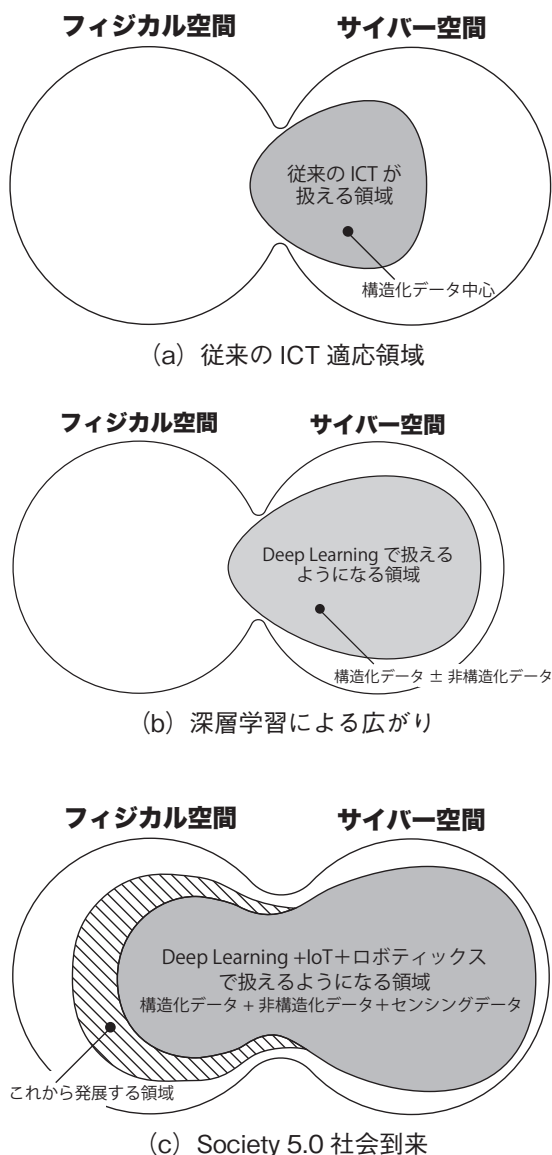 フィジカル空間 サイバー空間
従来の ICT が
扱える領域
構造化データ中心
(a) 従来の ICT 適応領域
フィジカル空間 サイバー空間
Deep Learning で扱える
ようになる領域
構造化データ ± 非構造化データ
(b) 深層学習による広がり
フィジカル空間 サイバー空間
Deep Learning +IoT+ロボティックス
で扱えるようになる領域
構造化データ + 非構造化データ+センシングデータ
これから発展する領域
(c) Society 5.0 社会到来